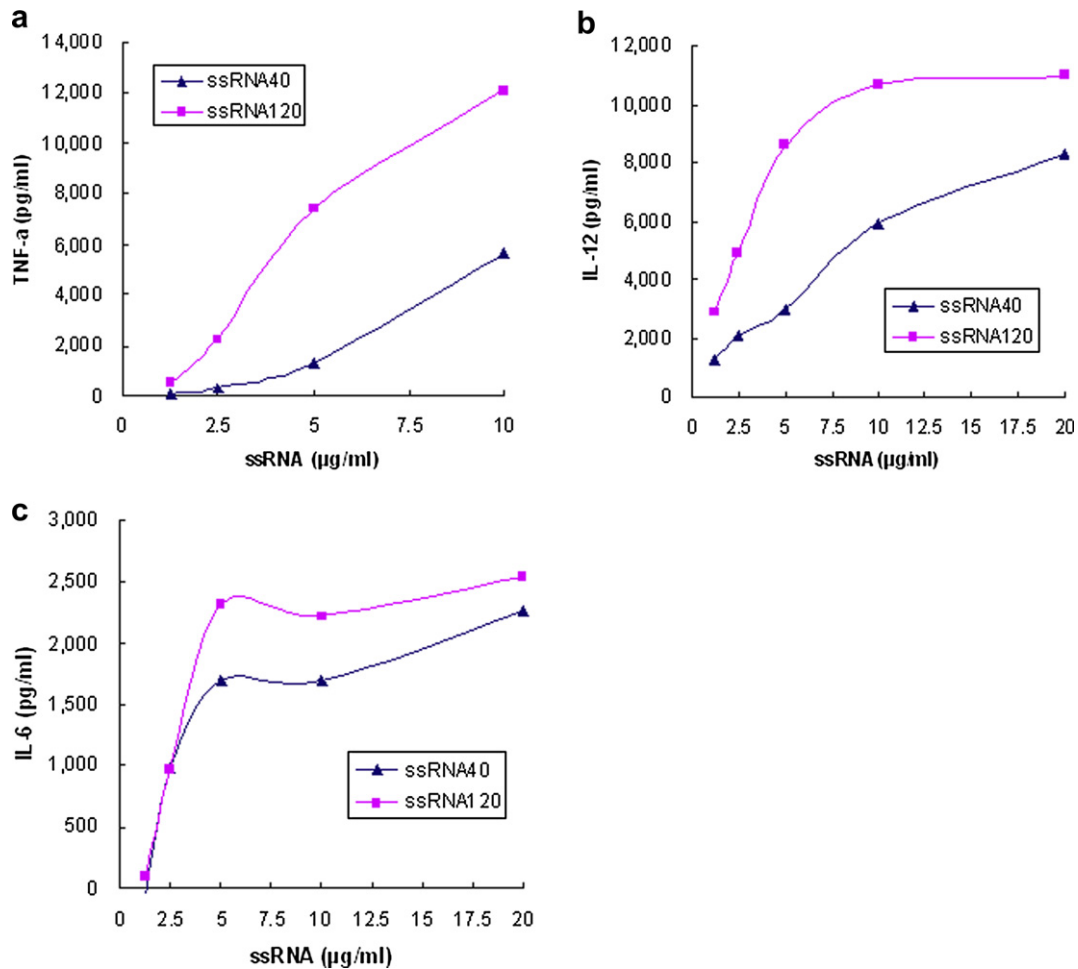 a
14,000
12,000
10,000
8,000
6,000
4,000
2,000
0
TNF-a (pg/ml)
ssRNA40
ssRNA120
0 2.5 5 7.5 10
ssRNA (µg/ml)
b
12,000
10,000
8,000
6,000
4,000
2,000
0
IL-12 (pg/ml)
ssRNA40
ssRNA120
0 2.5 5 7.5 10 12.5 15 17.5 20
ssRNA (µg/ml)
c
3,000
2,500
2,000
1,500
1,000
500
0
IL-6 (pg/ml)
ssRNA40
ssRNA120
0 2.5 5 7.5 10 12.5 15 17.5 20
ssRNA (µg/ml)